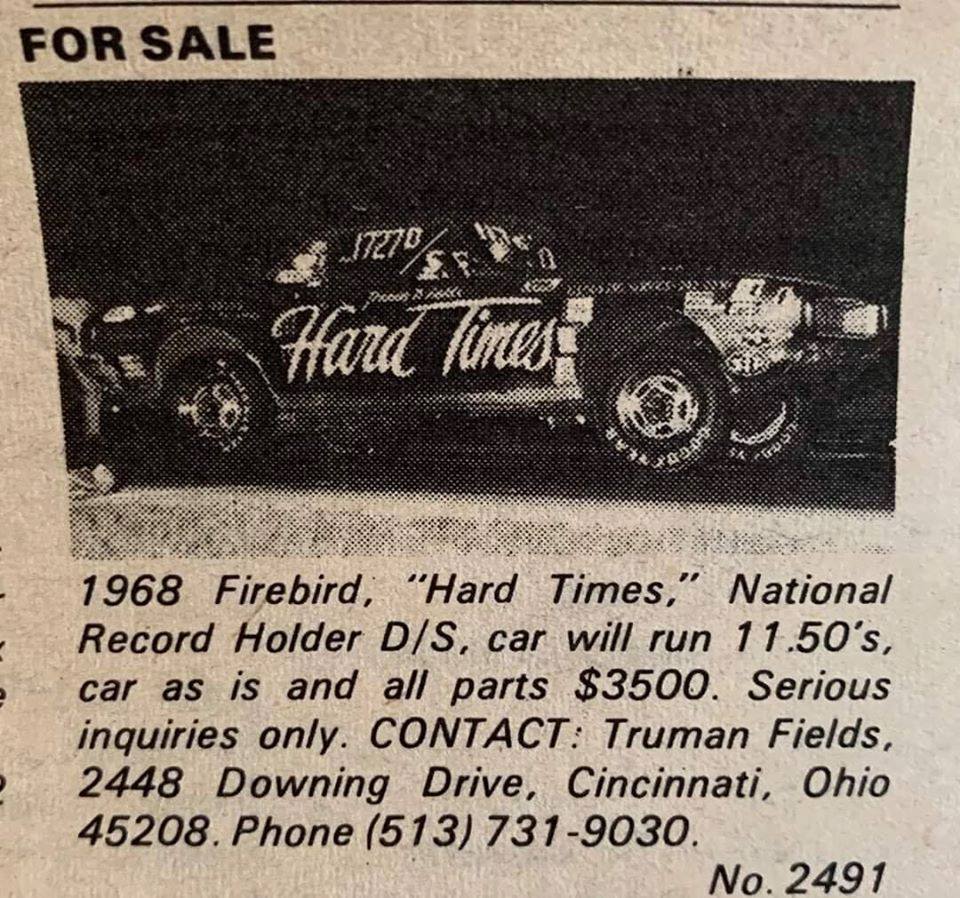 FOR SALE
Hard Times
GOODYEAR
1968 Firebird, "Hard Times," National
Record Holder D/S, car will run 11.50's,
car as is and all parts $3500. Serious
inquiries only. CONTACT: Truman Fields,
2448 Downing Drive, Cincinnati, Ohio
45208. Phone (513) 731-9030.
No. 2491